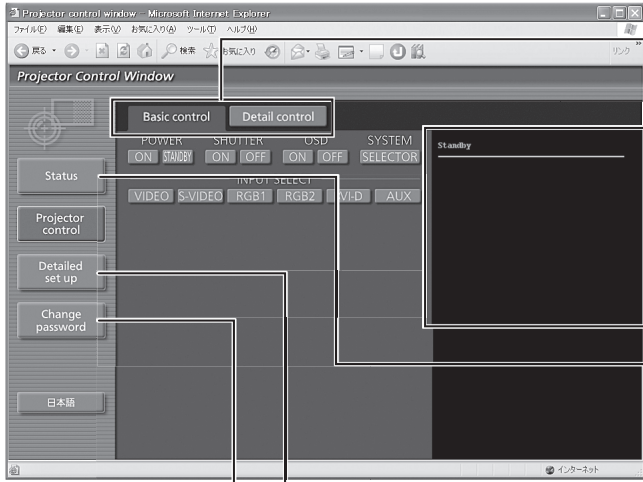 Projector control window - Microsoft Internet Explorer
ファイル(F) 編集(E) 表示(V) お気に入り(A) ツール(T) ヘルプ(H)
戻る 検索 お気に入り リンク »
Projector Control Window
Basic control Detail control
POWER SHUTTER OSD SYSTEM
ON STANDBY ON OFF ON OFF SELECTOR
INPUT SELECT
VIDEO S-VIDEO RGB1 RGB2 VI-D AUX
Standby
Status
Projector
control
Detailed
set up
Change
password
日本語
インターネット